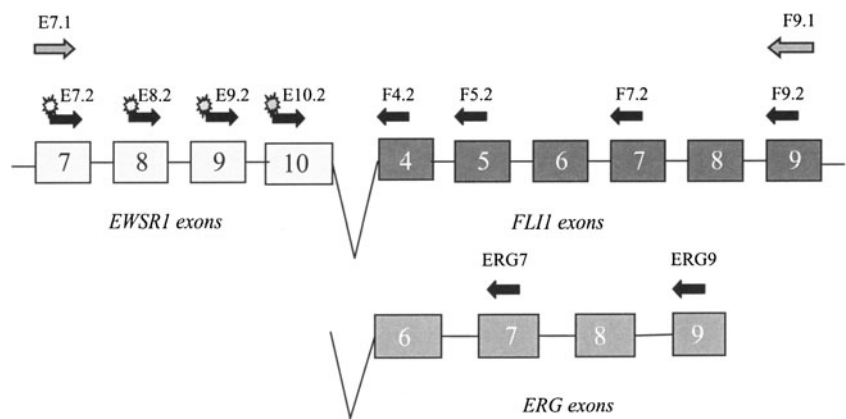 E7.1 F9.1
E7.2 E8.2 E9.2 E10.2 F4.2 F5.2 F7.2 F9.2
7 8 9 10 4 5 6 7 8 9
EWSR1 exons FLI1 exons
ERG7 ERG9
6 7 8 9
ERG exons